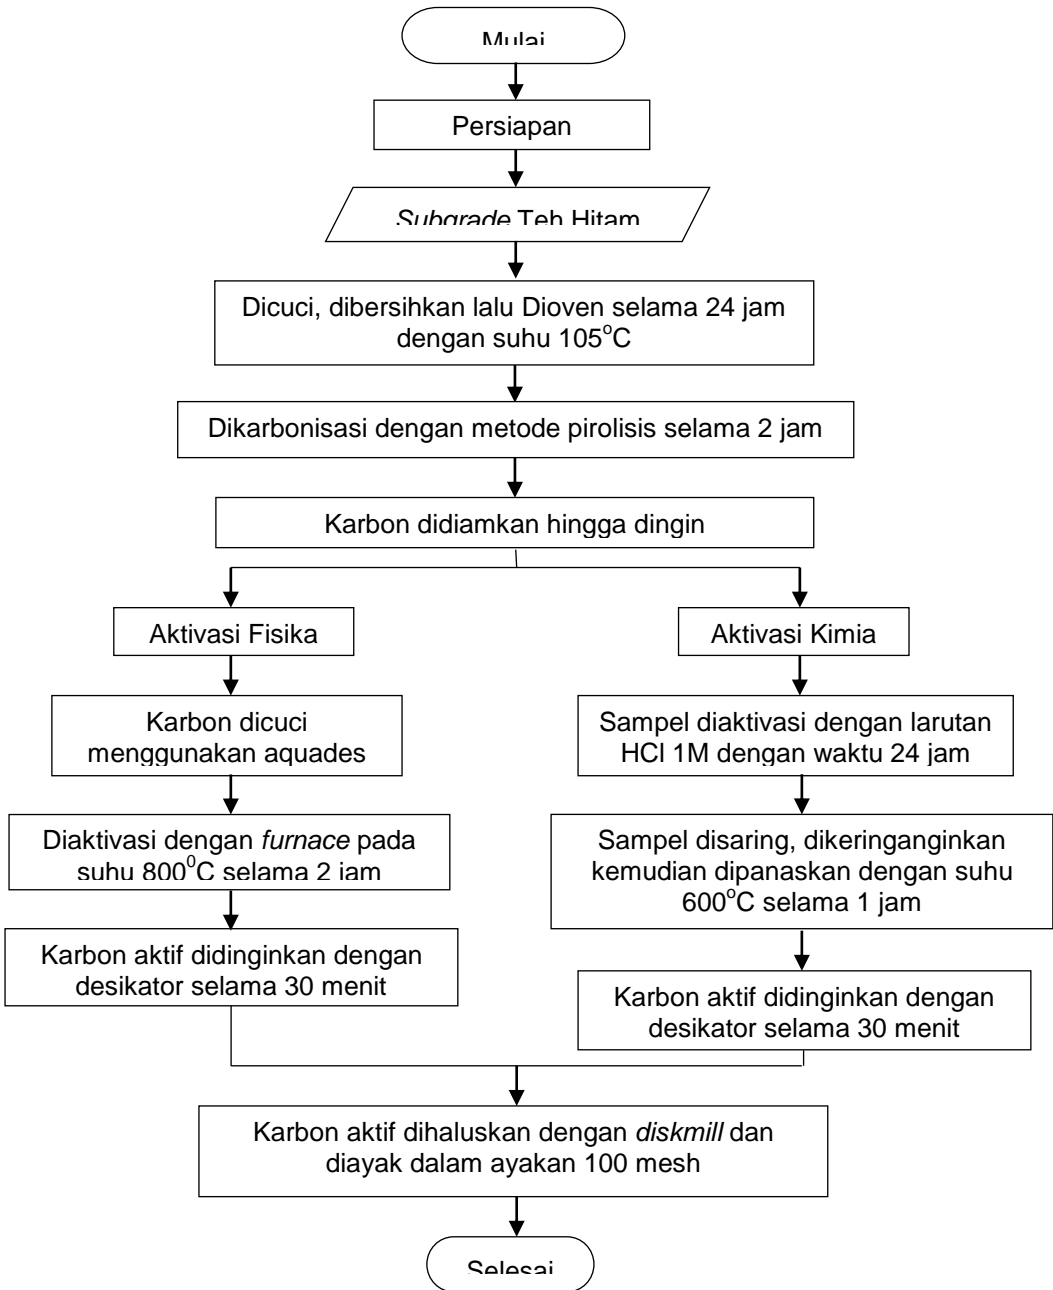 Mulai
Persiapan
Subgrade Teh Hitam
Dicuci, dibersihkan lalu Dioven selama 24 jam
dengan suhu 105°C
Dikarbonisasi dengan metode pirolisis selama 2 jam
Karbon didiamkan hingga dingin
Aktivasi Fisika
Aktivasi Kimia
Karbon dicuci
menggunakan aquades
Sampel diaktivasi dengan larutan
HCl 1M dengan waktu 24 jam
Diaktivasi dengan furnace pada
suhu 800⁰C selama 2 jam
Sampel disaring, dikeringanginkan
kemudian dipanaskan dengan suhu
600°C selama 1 jam
Karbon aktif didinginkan dengan
desikator selama 30 menit
Karbon aktif didinginkan dengan
desikator selama 30 menit
Karbon aktif dihaluskan dengan diskmill dan
diayak dalam ayakan 100 mesh
Selesai